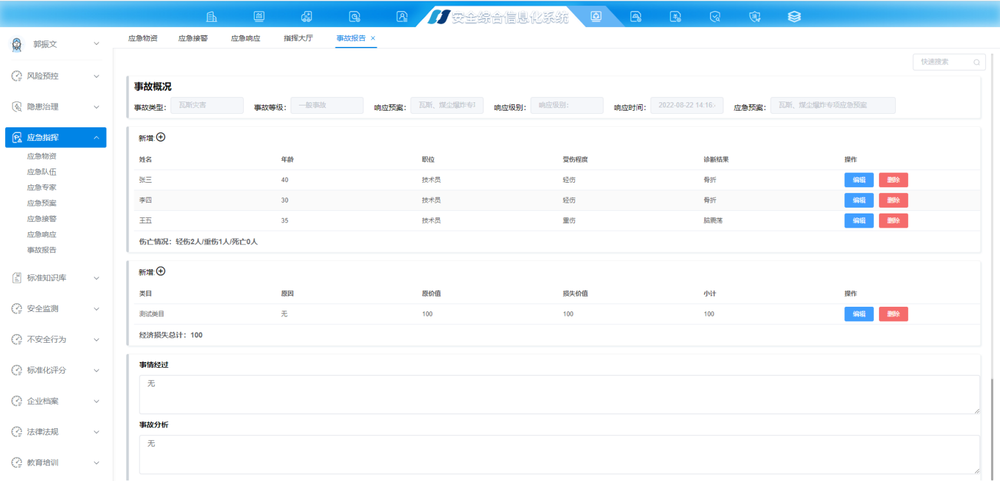 安全综合信息化系统
郭振文
应急物资 应急接警 应急响应 指挥大厅 事故报告 ×
快速搜索
风险预控
隐患治理
应急指挥
应急物资
应急队伍
应急专家
应急预案
应急接警
应急响应
事故报告
标准知识库
安全监测
不安全行为
标准化评分
企业档案
法律法规
教育培训
事故概况
事故类型: 瓦斯灾害 事故等级: 一般事故 响应预案: 瓦斯、煤尘爆炸专项 响应级别: 响应级别: 响应时间: 2022-08-22 14:16: 应急预案: 瓦斯、煤尘爆炸专项应急预案
新增:
姓名 年龄 职位 受伤程度 诊断结果 操作
张三 40 技术员 轻伤 骨折 编辑 删除
李四 30 技术员 轻伤 骨折 编辑 删除
王五 35 技术员 重伤 脑震荡 编辑 删除
伤亡情况：轻伤2人/重伤1人/死亡0人
新增:
类目 原因 原价值 损失价值 小计 操作
测试类目 无 100 100 100 编辑 删除
经济损失总计：100
事情经过
无
事故分析
无